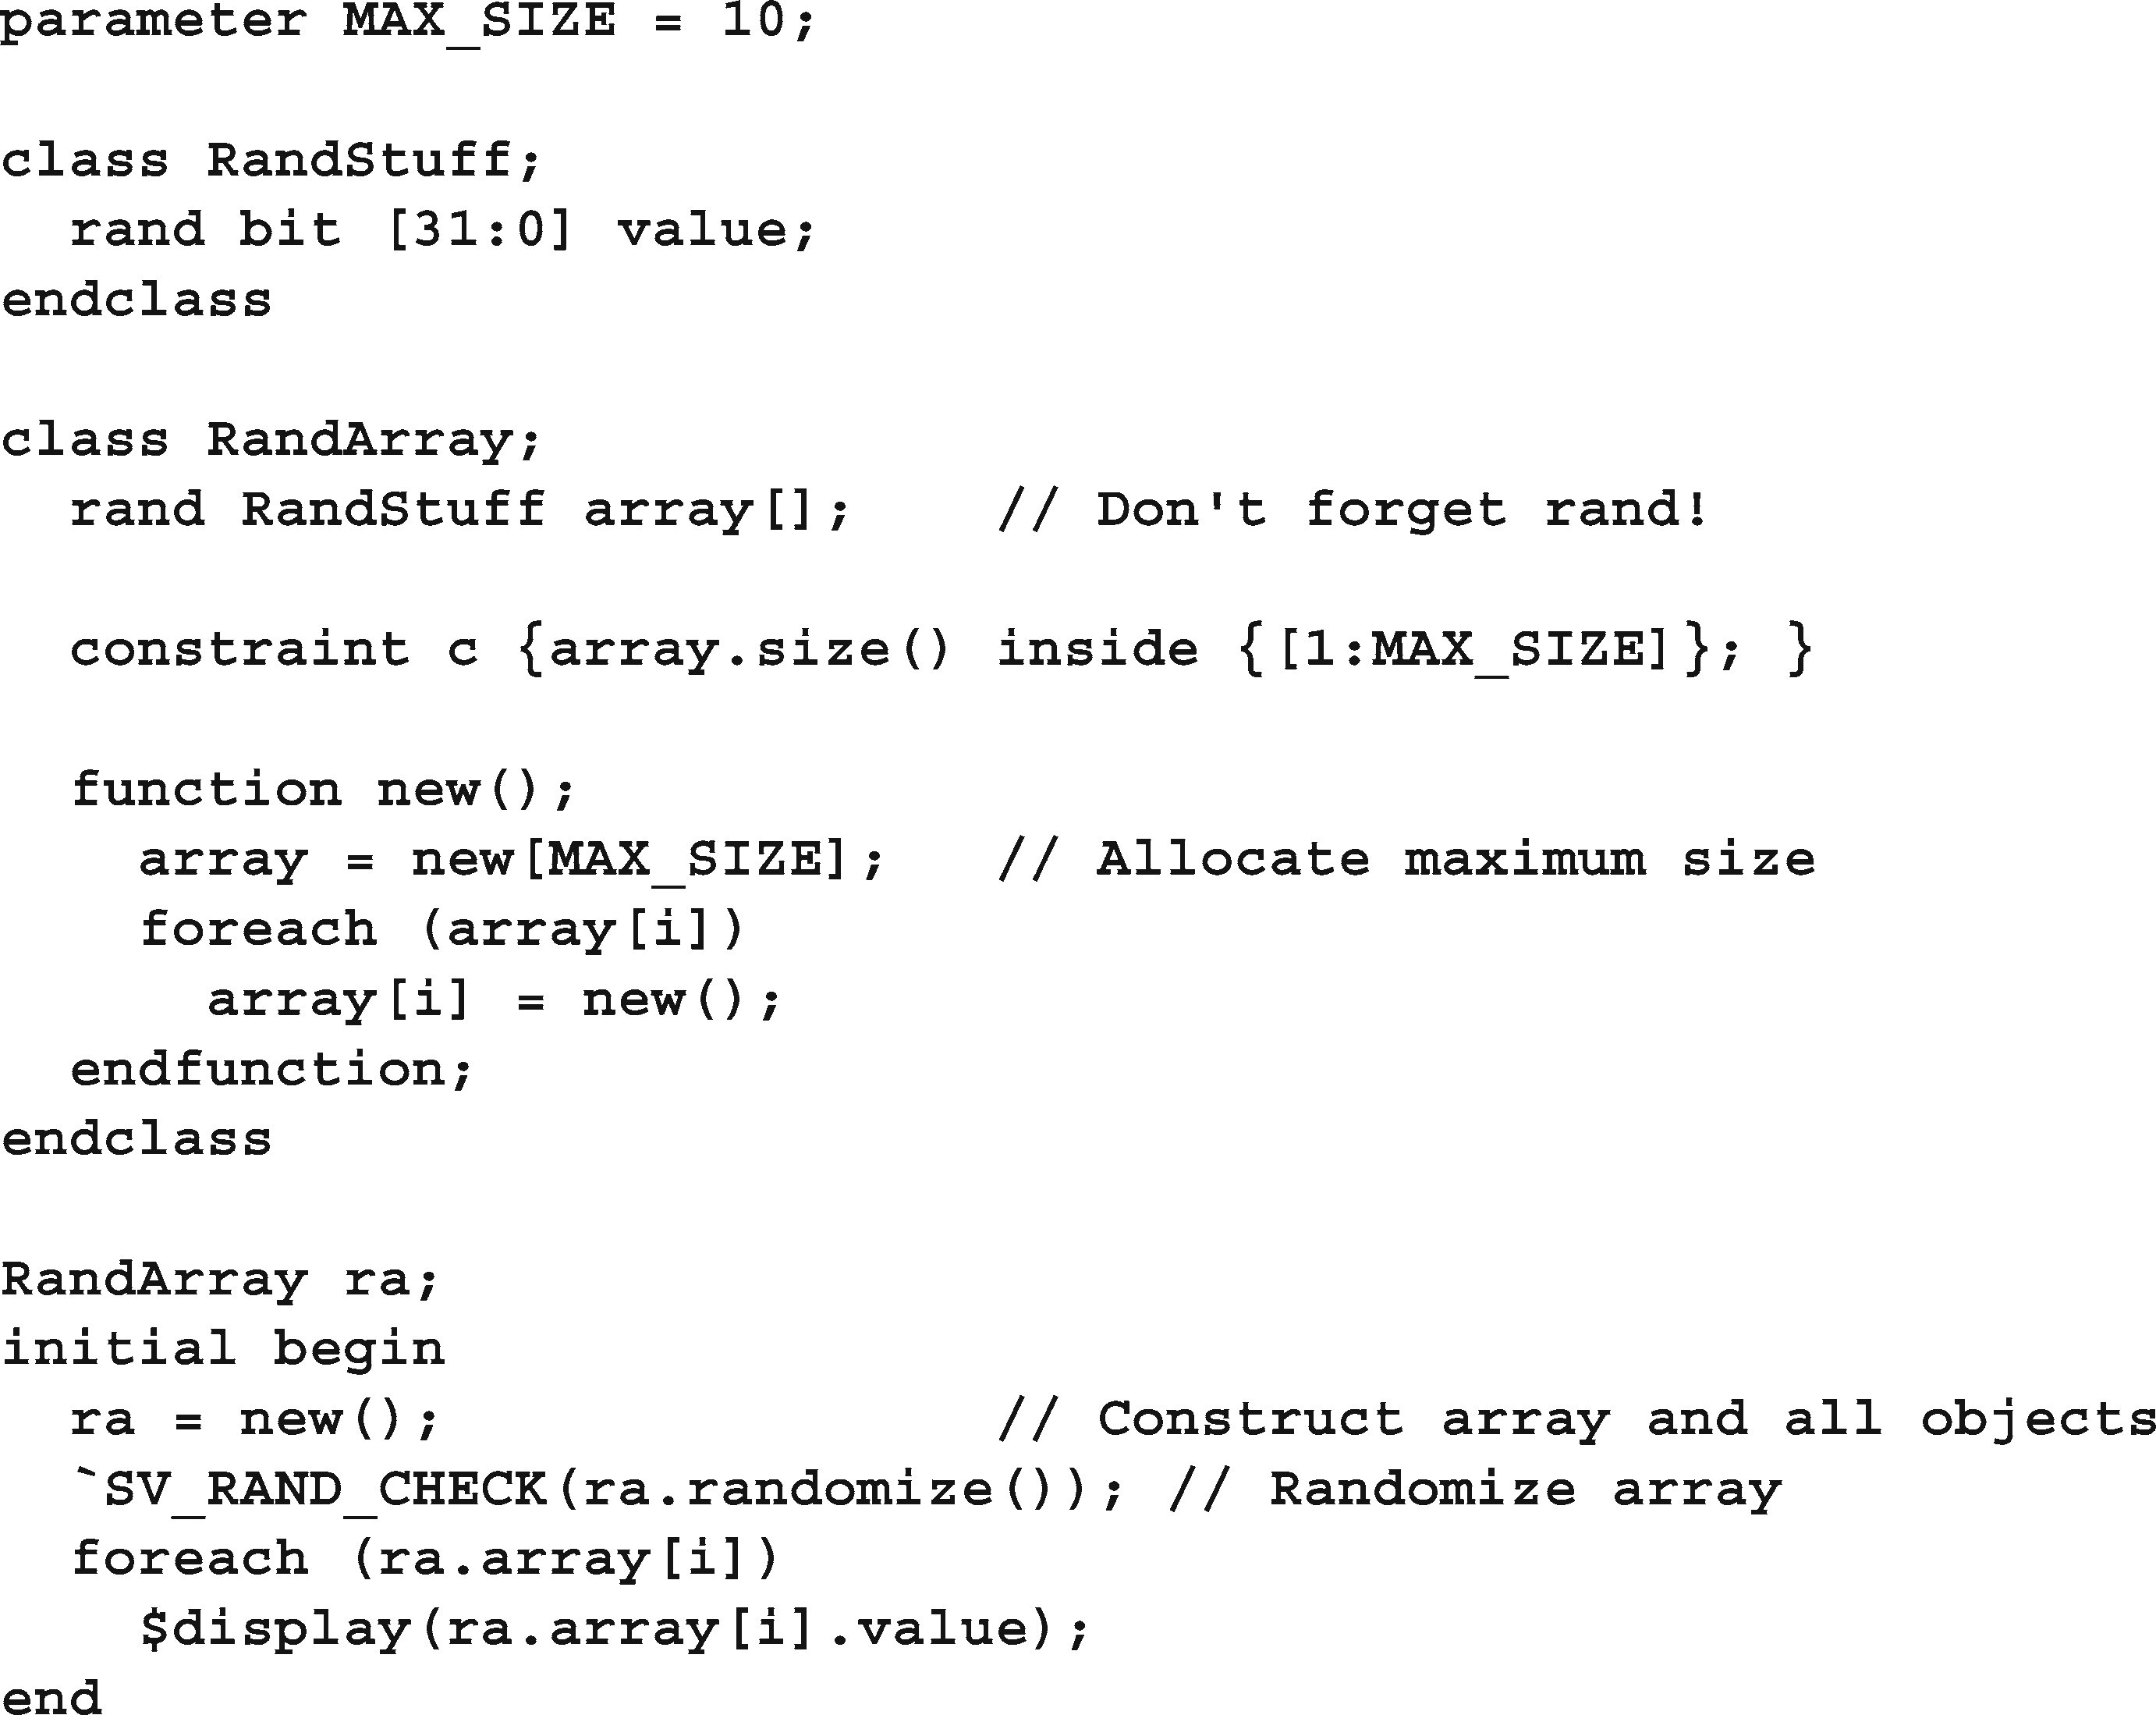 parameter MAX_SIZE = 10;

class RandStuff;
  rand bit [31:0] value;
endclass

class RandArray;
  rand RandStuff array[];    // Don't forget rand!

  constraint c {array.size() inside {[1:MAX_SIZE]}; }

  function new();
    array = new[MAX_SIZE];   // Allocate maximum size
    foreach (array[i])
      array[i] = new();
  endfunction;
endclass

RandArray ra;
initial begin
  ra = new();                // Construct array and all objects
  `SV_RAND_CHECK(ra.randomize()); // Randomize array
  foreach (ra.array[i])
    $display(ra.array[i].value);
end